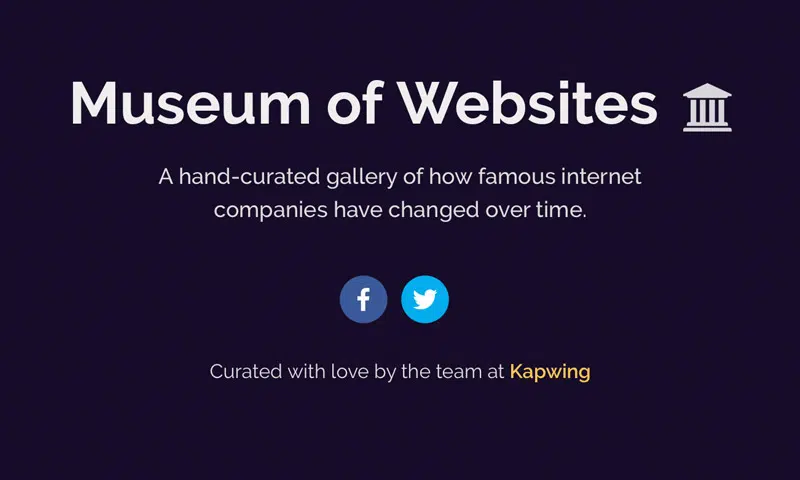 Museum of Websites
A hand-curated gallery of how famous internet
companies have changed over time.
Curated with love by the team at Kapwing